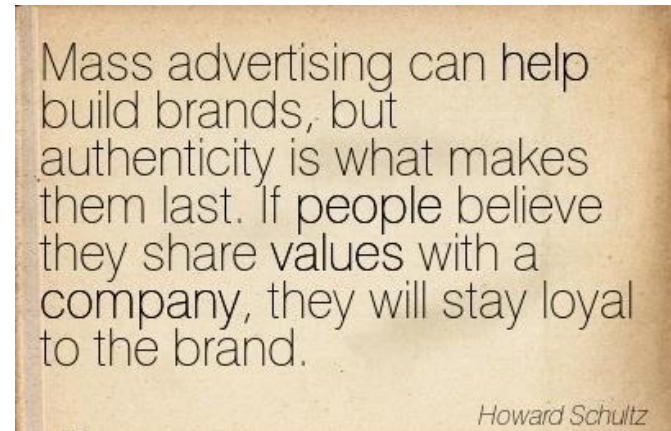 Mass advertising can help
build brands, but
authenticity is what makes
them last. If people believe
they share values with a
company, they will stay loyal
to the brand.
Howard Schultz